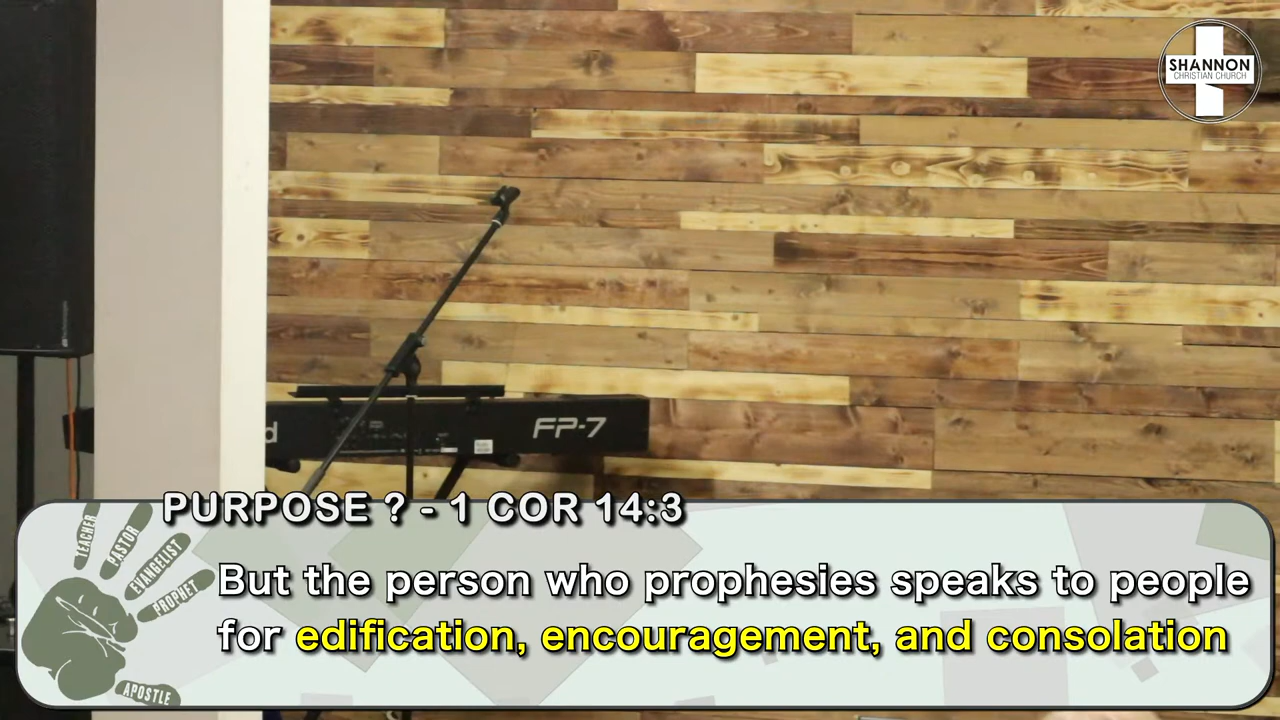 SHANNON
CHRISTIAN CHURCH
d
FP-7
PURPOSE ? - 1 COR 14:3
TEACHER
PASTOR
EVANGELIST
PROPHET
APOSTLE
But the person who prophesies speaks to people
for edification, encouragement, and consolation